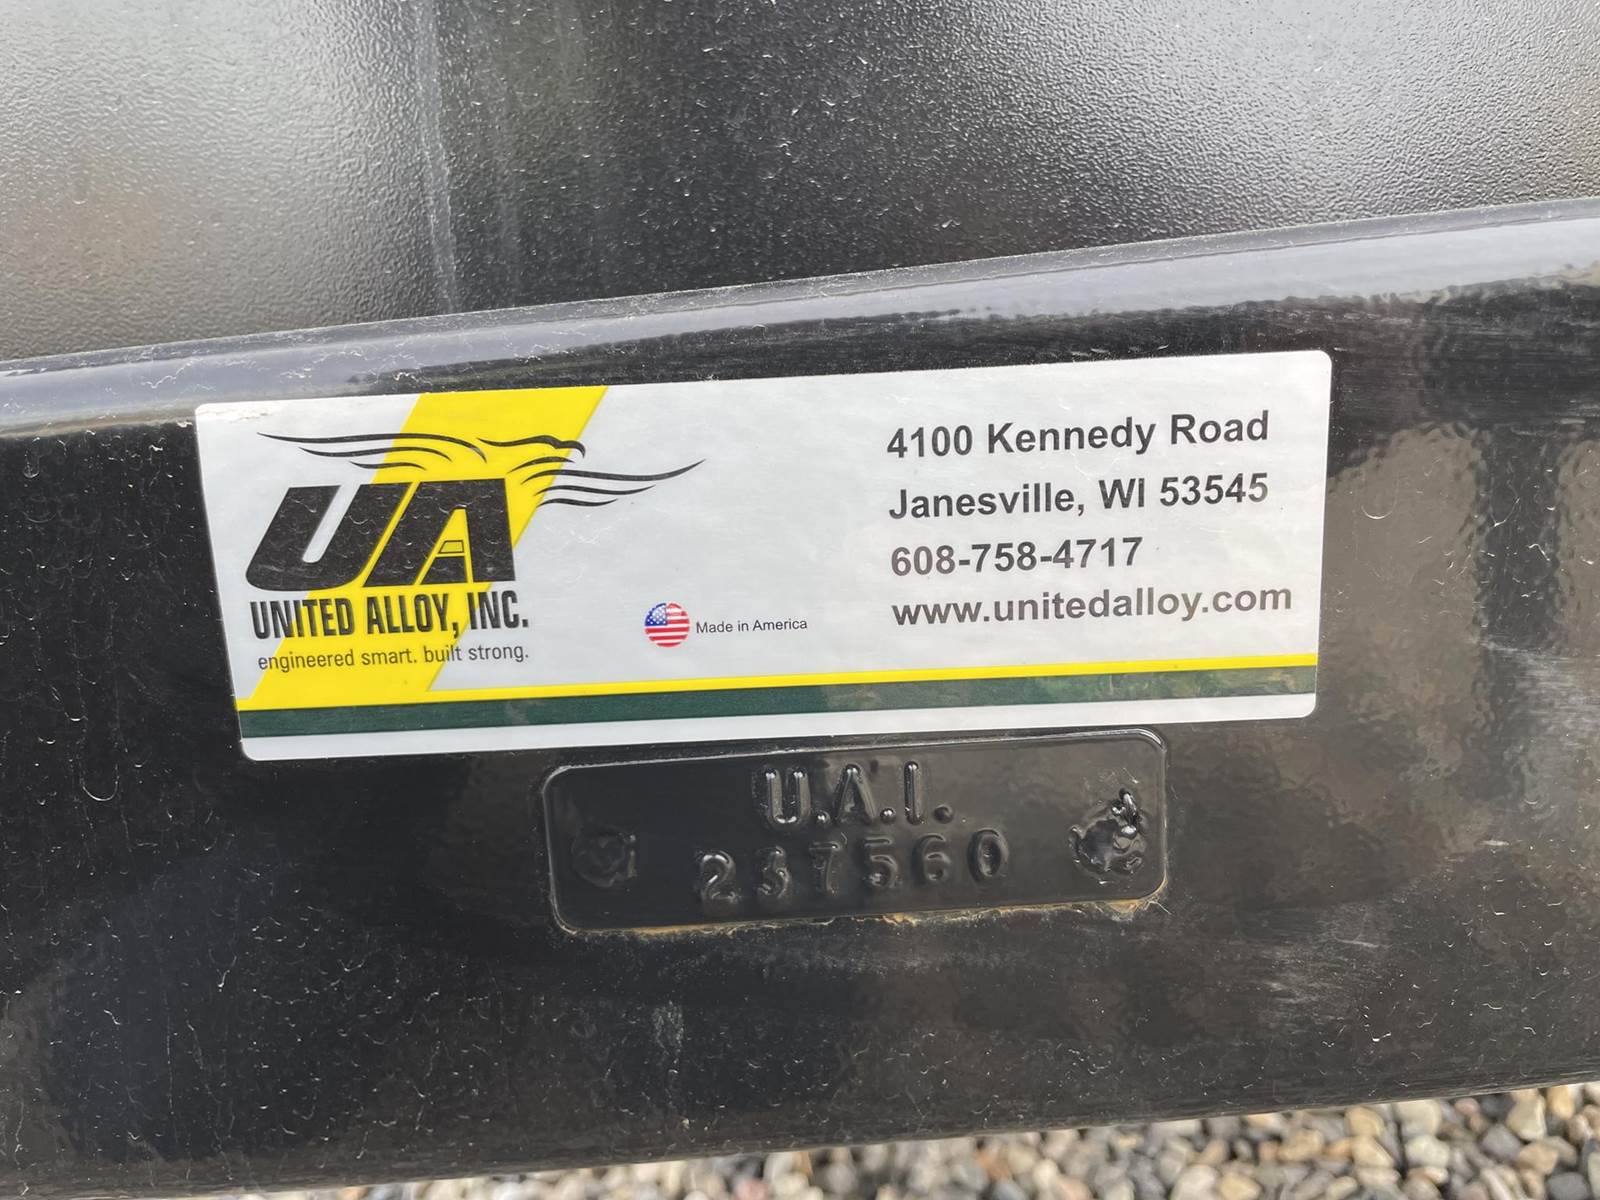 UA
UNITED ALLOY, INC.
engineered smart. built strong.
Made in America
4100 Kennedy Road
Janesville, WI 53545
608-758-4717
www.unitedalloy.com
U.A.I.
237560